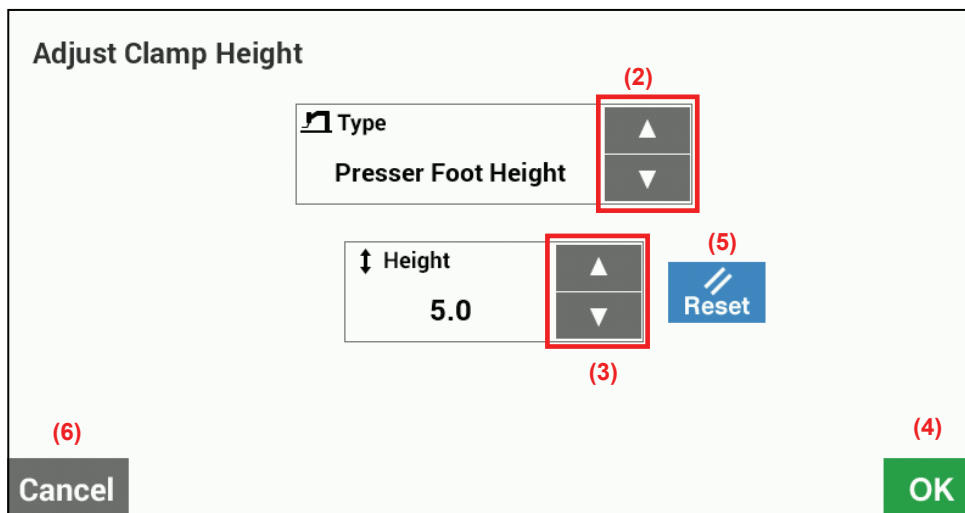 Adjust Clamp Height
(2)
Type
Presser Foot Height
(5)
Height
5.0
Reset
(3)
(6)
(4)
Cancel
OK